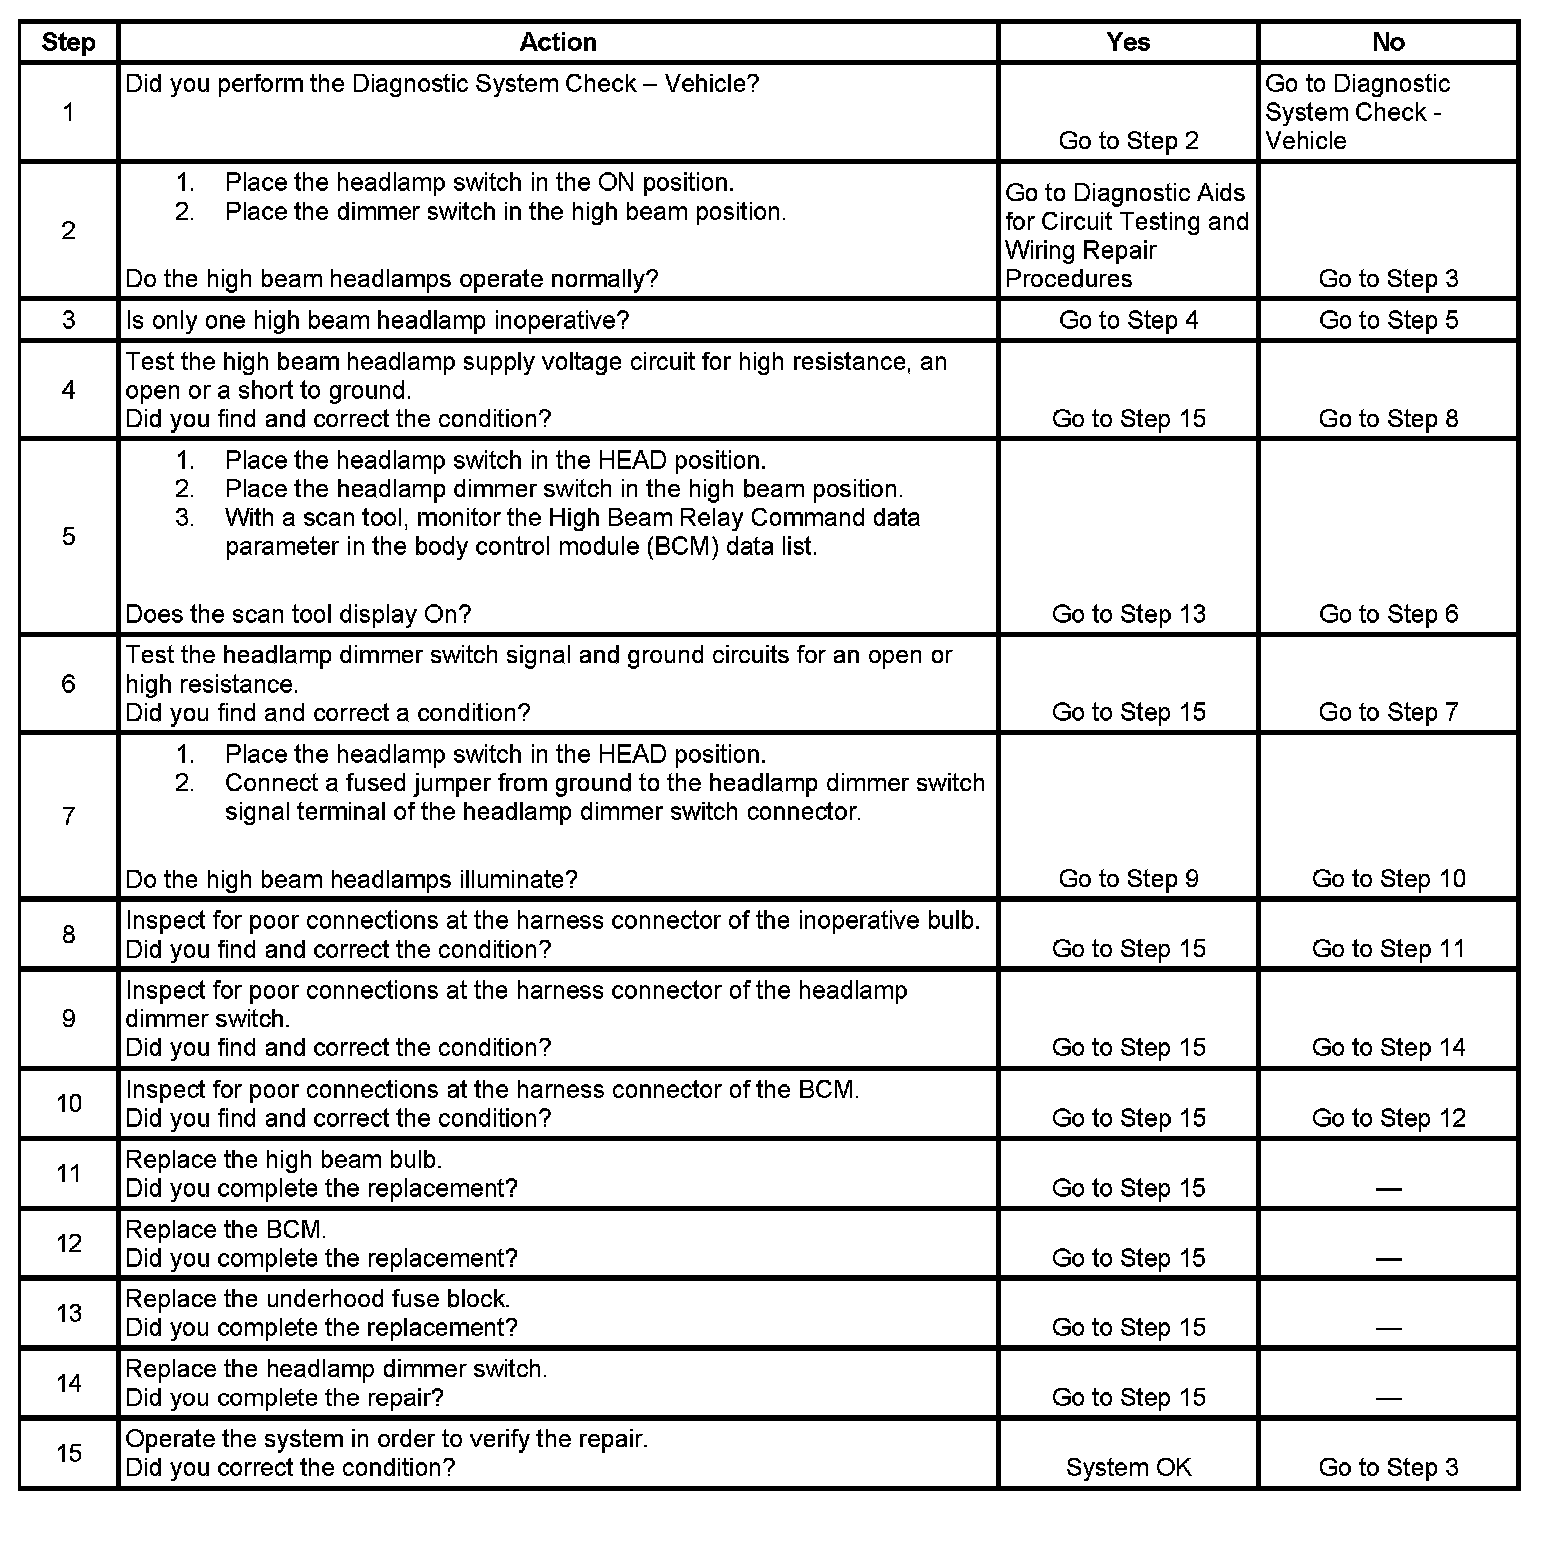 Step Action Yes No
1
Did you perform the Diagnostic System Check – Vehicle?
Go to Step 2
Go to Diagnostic
System Check -
Vehicle
2
1. Place the headlamp switch in the ON position.
2. Place the dimmer switch in the high beam position.
Do the high beam headlamps operate normally?
Go to Diagnostic Aids
for Circuit Testing and
Wiring Repair
Procedures
Go to Step 3
3 Is only one high beam headlamp inoperative? Go to Step 4 Go to Step 5
4
Test the high beam headlamp supply voltage circuit for high resistance, an
open or a short to ground.
Did you find and correct the condition? Go to Step 15 Go to Step 8
5
1. Place the headlamp switch in the HEAD position.
2. Place the headlamp dimmer switch in the high beam position.
3. With a scan tool, monitor the High Beam Relay Command data
parameter in the body control module (BCM) data list.
Does the scan tool display On? Go to Step 13 Go to Step 6
6
Test the headlamp dimmer switch signal and ground circuits for an open or
high resistance.
Did you find and correct a condition? Go to Step 15 Go to Step 7
7
1. Place the headlamp switch in the HEAD position.
2. Connect a fused jumper from ground to the headlamp dimmer switch
signal terminal of the headlamp dimmer switch connector.
Do the high beam headlamps illuminate? Go to Step 9 Go to Step 10
8
Inspect for poor connections at the harness connector of the inoperative bulb.
Did you find and correct the condition? Go to Step 15 Go to Step 11
9
Inspect for poor connections at the harness connector of the headlamp
dimmer switch.
Did you find and correct the condition? Go to Step 15 Go to Step 14
10
Inspect for poor connections at the harness connector of the BCM.
Did you find and correct the condition? Go to Step 15 Go to Step 12
11
Replace the high beam bulb.
Did you complete the replacement? Go to Step 15 —
12
Replace the BCM.
Did you complete the replacement? Go to Step 15 —
13
Replace the underhood fuse block.
Did you complete the replacement? Go to Step 15 —
14
Replace the headlamp dimmer switch.
Did you complete the repair? Go to Step 15 —
15
Operate the system in order to verify the repair.
Did you correct the condition? System OK Go to Step 3